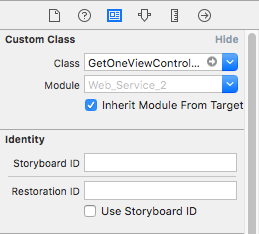 Custom Class Hide
Class GetOneViewControl...
Module Web_Service_2
Inherit Module From Target
Identity
Storyboard ID
Restoration ID
Use Storyboard ID